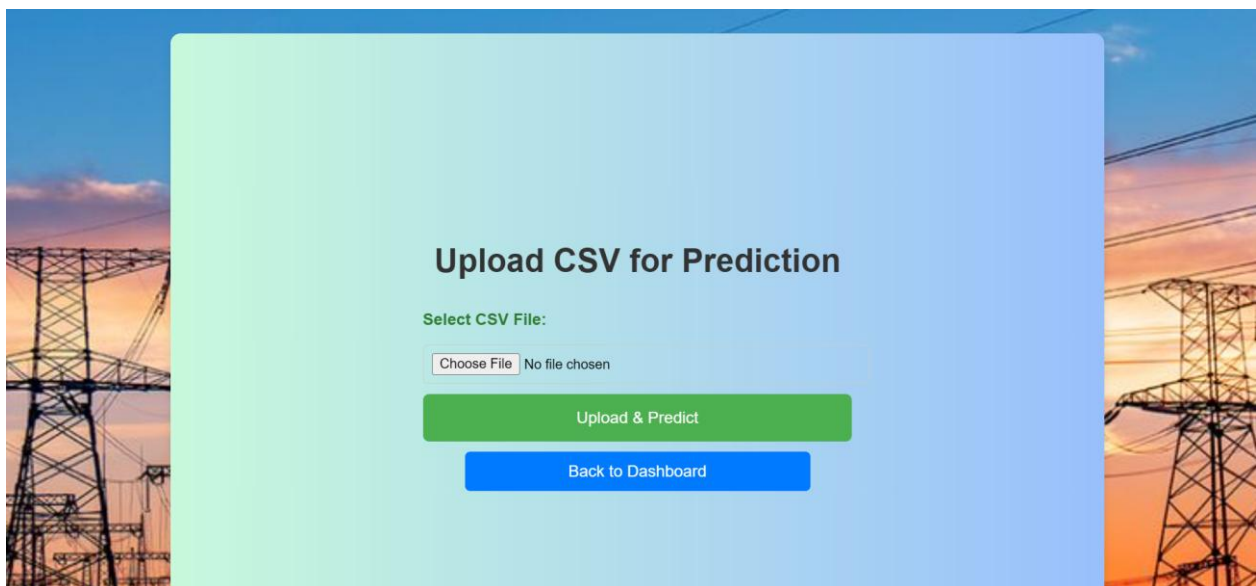 Upload CSV for Prediction
Select CSV File:
Choose File No file chosen
Upload & Predict
Back to Dashboard